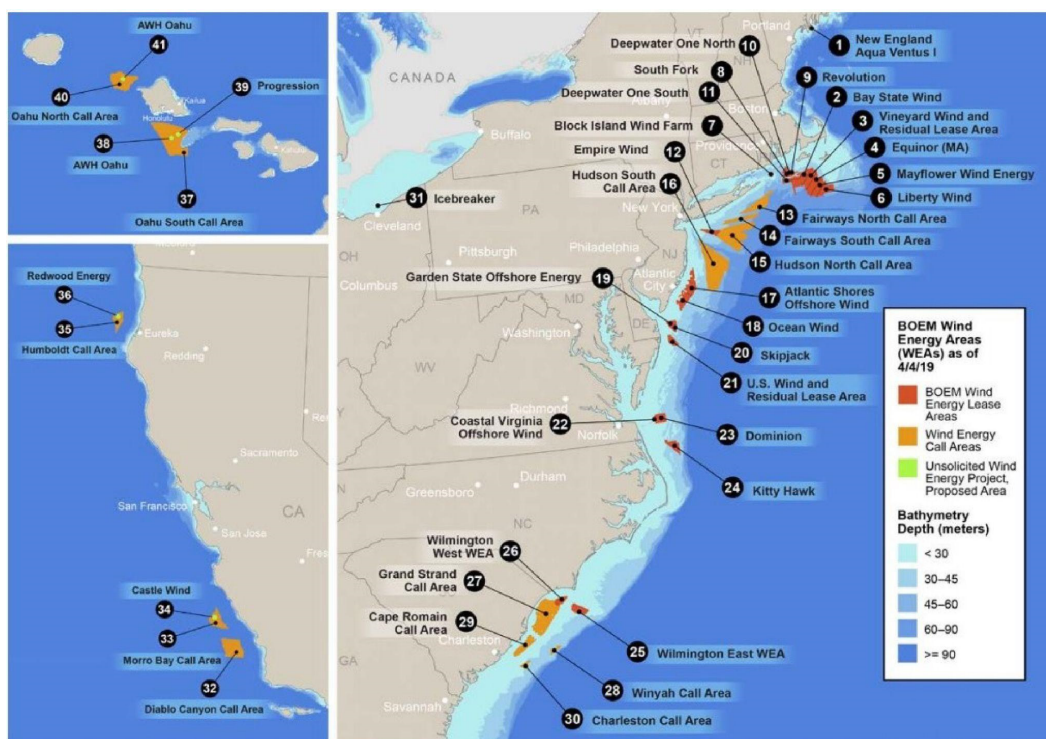 AWH Oahu
41
39
Progression
40
Oahu North Call Area
Kailua
Honolulu
Kahului
38
AWH Oahu
37
Oahu South Call Area
Medford
Redwood Energy
36
35
Eureka
Humboldt Call Area
Redding
Reno
Sacramento
San Francisco
CA
San Jose
Fres
Castle Wind
34
33
Morro Bay Call Area
32
Diablo Canyon Call Area
CANADA
VT
NH
Portland
1
New England
Aqua Ventus I
Deepwater One North
10
South Fork
8
9
Revolution
Deepwater One South
11
2
Bay State Wind
Albany
Boston
3
Vineyard Wind and
Residual Lease Area
Block Island Wind Farm
7
Providence
4
Equinor (MA)
Buffalo
CT
Empire Wind
12
5
Mayflower Wind Energy
Hudson South
Call Area
16
6
Liberty Wind
31
Icebreaker
Cleveland
PA
New York
13
Fairways North Call Area
14
Fairways South Call Area
Pittsburgh
Philadelphia
NJ
15
Hudson North Call Area
OH
Columbus
Garden State Offshore Energy
19
Atlantic
City
17
Atlantic Shores
Offshore Wind
MD
18
Ocean Wind
Washington
DE
20
Skipjack
WV
21
U.S. Wind and
Residual Lease Area
VA
Richmond
Coastal Virginia
Offshore Wind
22
Norfolk
23
Dominion
24
Kitty Hawk
Durham
Greensboro
NC
Wilmington
West WEA
26
Grand Strand
Call Area
27
SC
Cape Romain
Call Area
29
Charleston
25
Wilmington East WEA
GA
28
Winyah Call Area
Savannah
30
Charleston Call Area
BOEM Wind
Energy Areas
(WEAs) as of
4/4/19
BOEM Wind
Energy Lease
Areas
Wind Energy
Call Areas
Unsolicited Wind
Energy Project,
Proposed Area
Bathymetry
Depth (meters)
< 30
30–45
45–60
60–90
>= 90